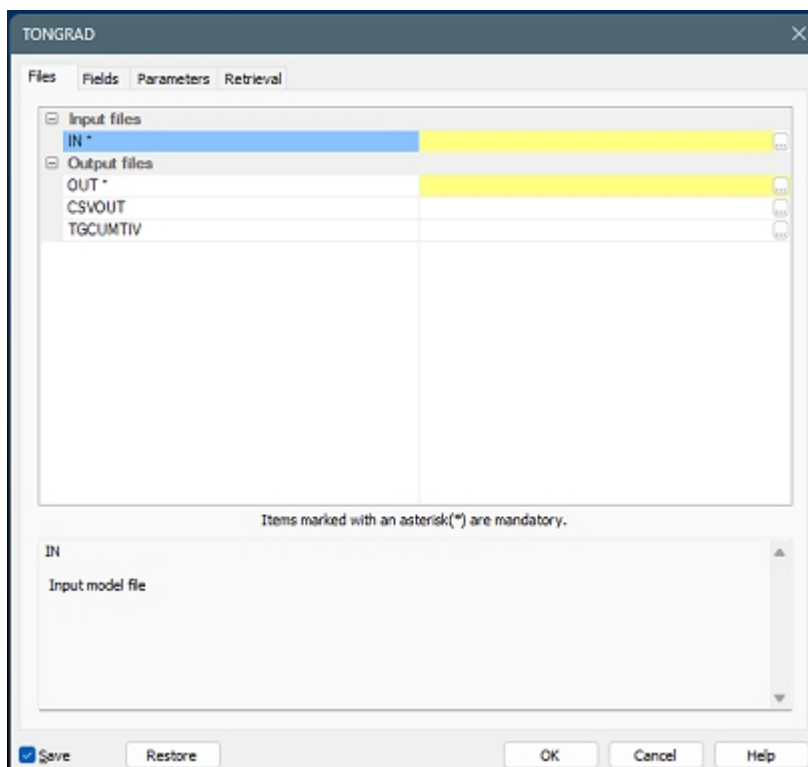 TONGRAD
Files Fields Parameters Retrieval
Input files
IN *
Output files
OUT *
CSVOUT
TGCUMTIV
Items marked with an asterisk(*) are mandatory.
IN
Input model file
Save Restore OK Cancel Help